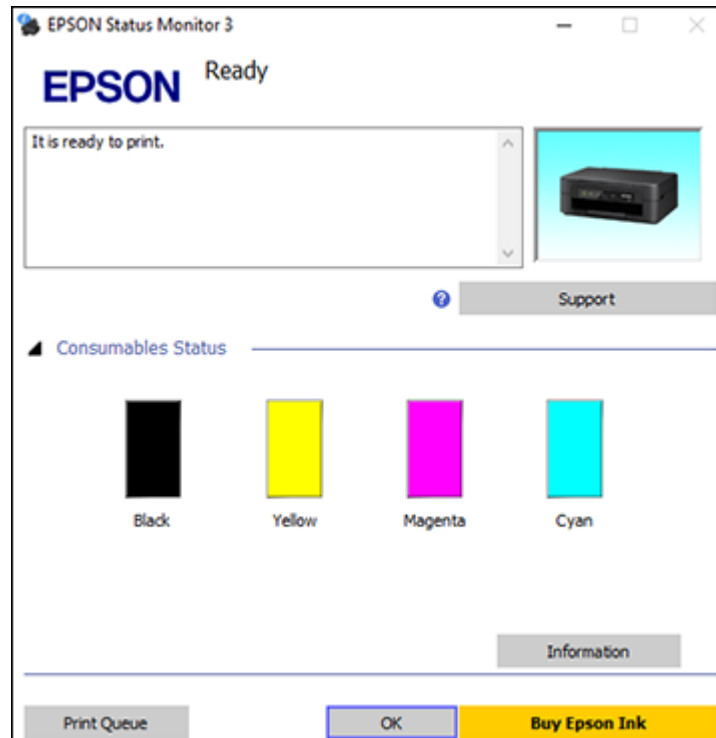 EPSON Status Monitor 3
EPSON
Ready
It is ready to print.
Support
Consumables Status
Black Yellow Magenta Cyan
Information
Print Queue OK Buy Epson Ink